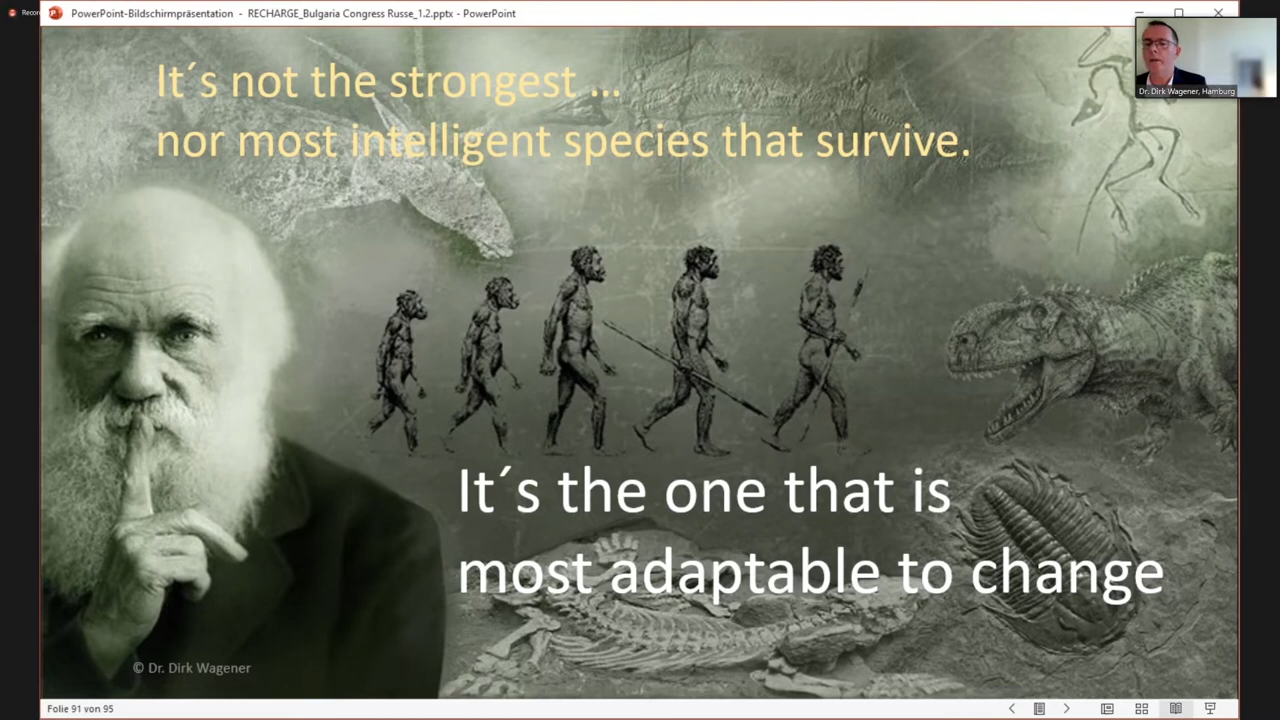 Recor
PowerPoint-Bildschirmpräsentation - RECHARGE_Bulgaria Congress Russe_1.2.pptx - PowerPoint
Dr. Dirk Wagener, Hamburg
It´s not the strongest ...
nor most intelligent species that survive.
It´s the one that is
most adaptable to change
© Dr. Dirk Wagener
Folie 91 von 95